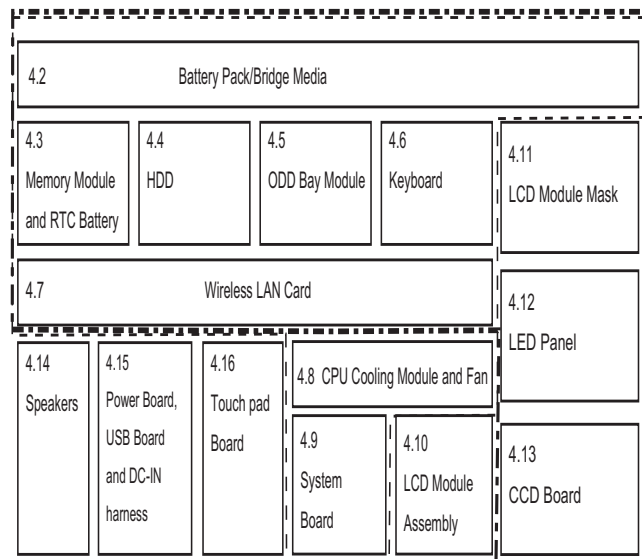 4.2 Battery Pack/Bridge Media
4.3
Memory Module
and RTC Battery
4.4
HDD
4.5
ODD Bay Module
4.6
Keyboard
4.11
LCD Module Mask
4.7 Wireless LAN Card
4.12
LED Panel
4.14
Speakers
4.15
Power Board,
USB Board
and DC-IN
harness
4.16
Touch pad
Board
4.8 CPU Cooling Module and Fan
4.9
System
Board
4.10
LCD Module
Assembly
4.13
CCD Board